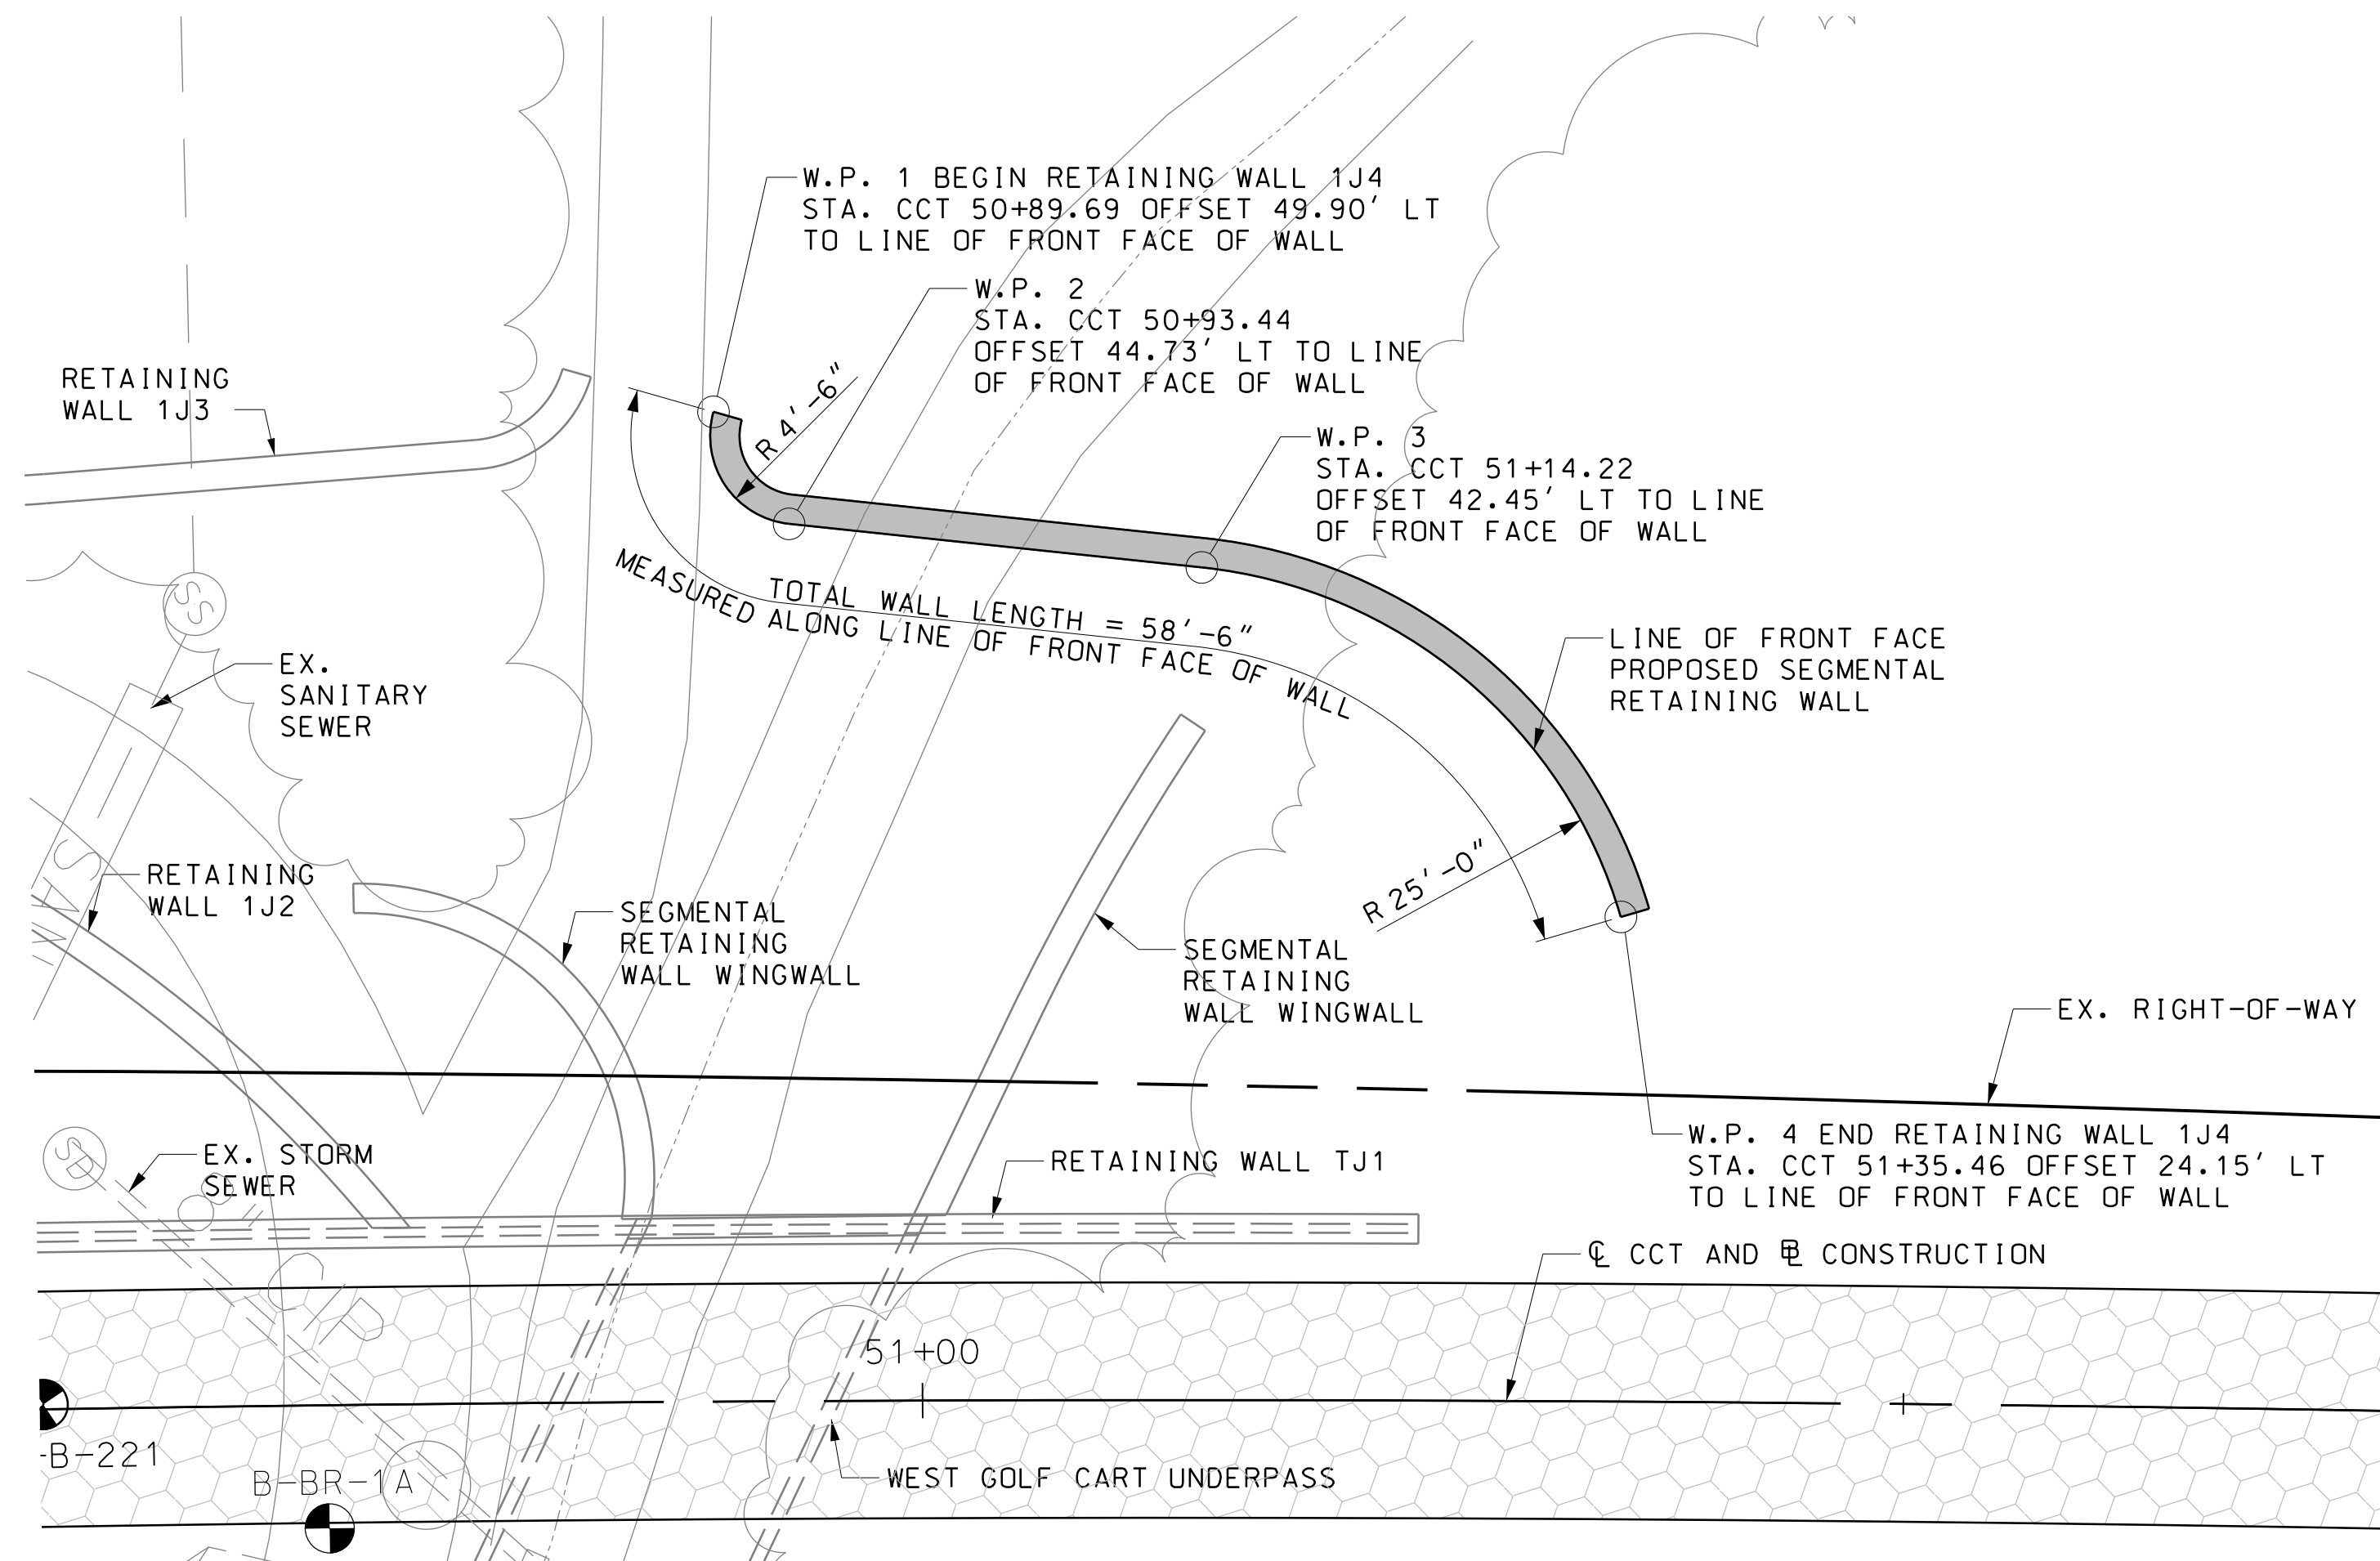 W.P. 1 BEGIN RETAINING WALL 1J4
STA. CCT 50+89.69 OFFSET 49.90' LT
TO LINE OF FRONT FACE OF WALL
W.P. 2
STA. CCT 50+93.44
OFFSET 44.73' LT TO LINE
OF FRONT FACE OF WALL
RETAINING
WALL 1J3
R 4'-6"
W.P. 3
STA. CCT 51+14.22
OFFSET 42.45' LT TO LINE
OF FRONT FACE OF WALL
SS
TOTAL WALL LENGTH = 58'-6"
MEASURED ALONG LINE OF FRONT FACE OF WALL
LINE OF FRONT FACE
PROPOSED SEGMENTAL
RETAINING WALL
EX.
SANITARY
SEWER
R 25'-0"
RETAINING
WALL 1J2
SEGMENTAL
RETAINING
WALL WINGWALL
SEGMENTAL
RETAINING
WALL WINGWALL
EX. RIGHT-OF-WAY
SD
EX. STORM
SEWER
RETAINING WALL TJ1
W.P. 4 END RETAINING WALL 1J4
STA. CCT 51+35.46 OFFSET 24.15' LT
TO LINE OF FRONT FACE OF WALL
℄ CCT AND BL CONSTRUCTION
51+00
-B-221
B-BR-1A
WEST GOLF CART UNDERPASS